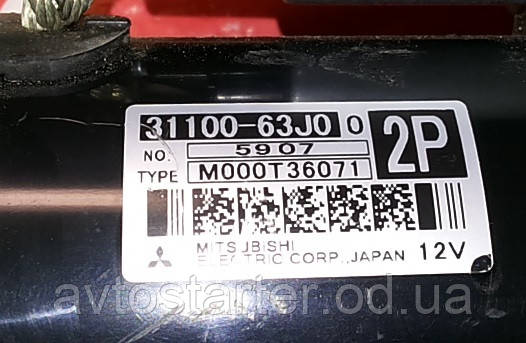 31100-63J0 0
2P
NO. 5907
TYPE M000T36071
MITSUBISHI
ELECTRIC CORP. JAPAN 12V
avtostarter.od.ua